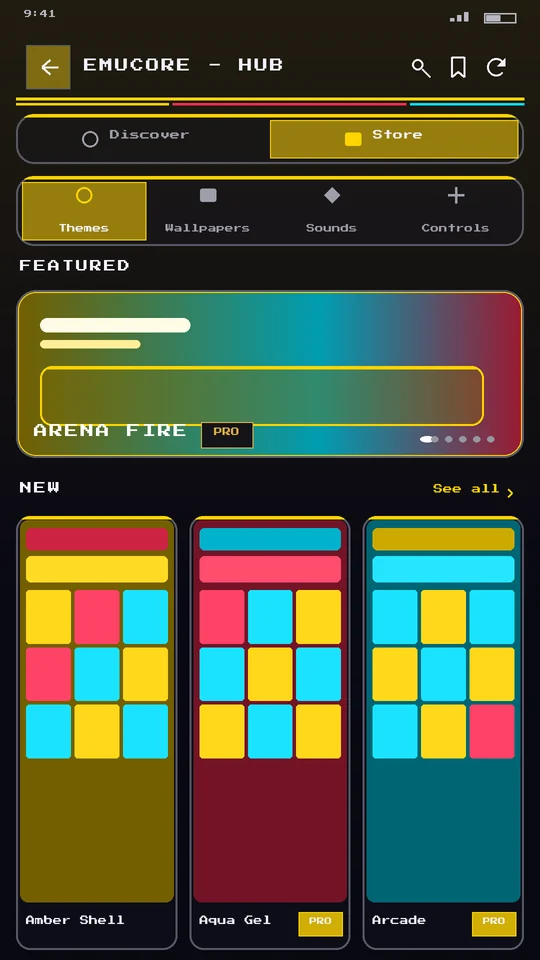 9:41
EMUCORE - HUB
Discover
Store
Themes
Wallpapers
Sounds
Controls
FEATURED
ARENA FIRE
PRO
NEW
See all
Amber Shell
Aqua Gel
PRO
Arcade
PRO